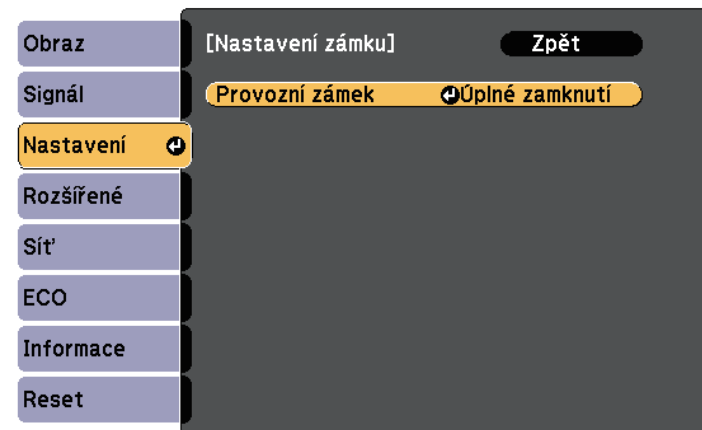 Obraz
Signál
Nastavení
Rozšířené
Síť
ECO
Informace
Reset
[Nastavení zámku] Zpět
Provozní zámek Úplné zamknutí